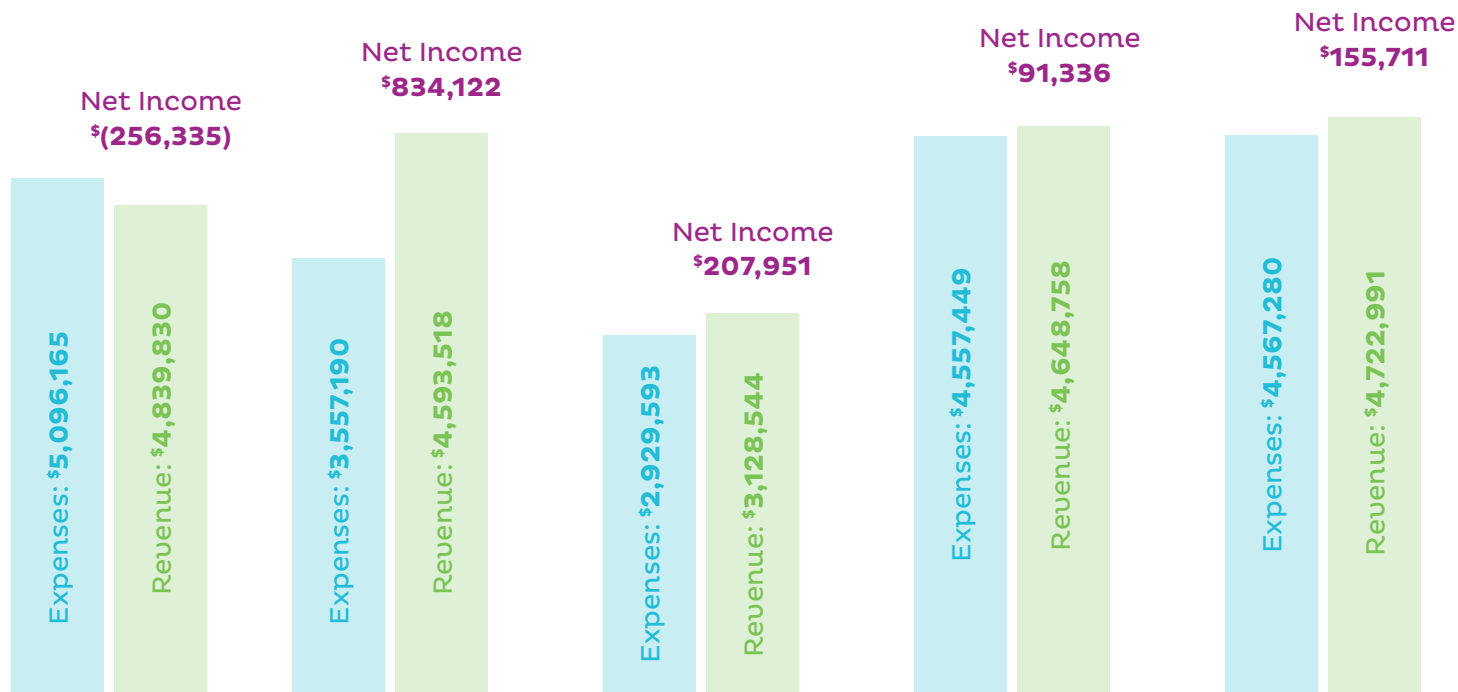 Net Income
$(256,335)
Expenses: $5,096,165
Revenue: $4,839,830
Net Income
$834,122
Expenses: $3,557,190
Revenue: $4,593,518
Net Income
$207,951
Expenses: $2,929,593
Revenue: $3,128,544
Net Income
$91,336
Expenses: $4,557,449
Revenue: $4,648,758
Net Income
$155,711
Expenses: $4,567,280
Revenue: $4,722,991